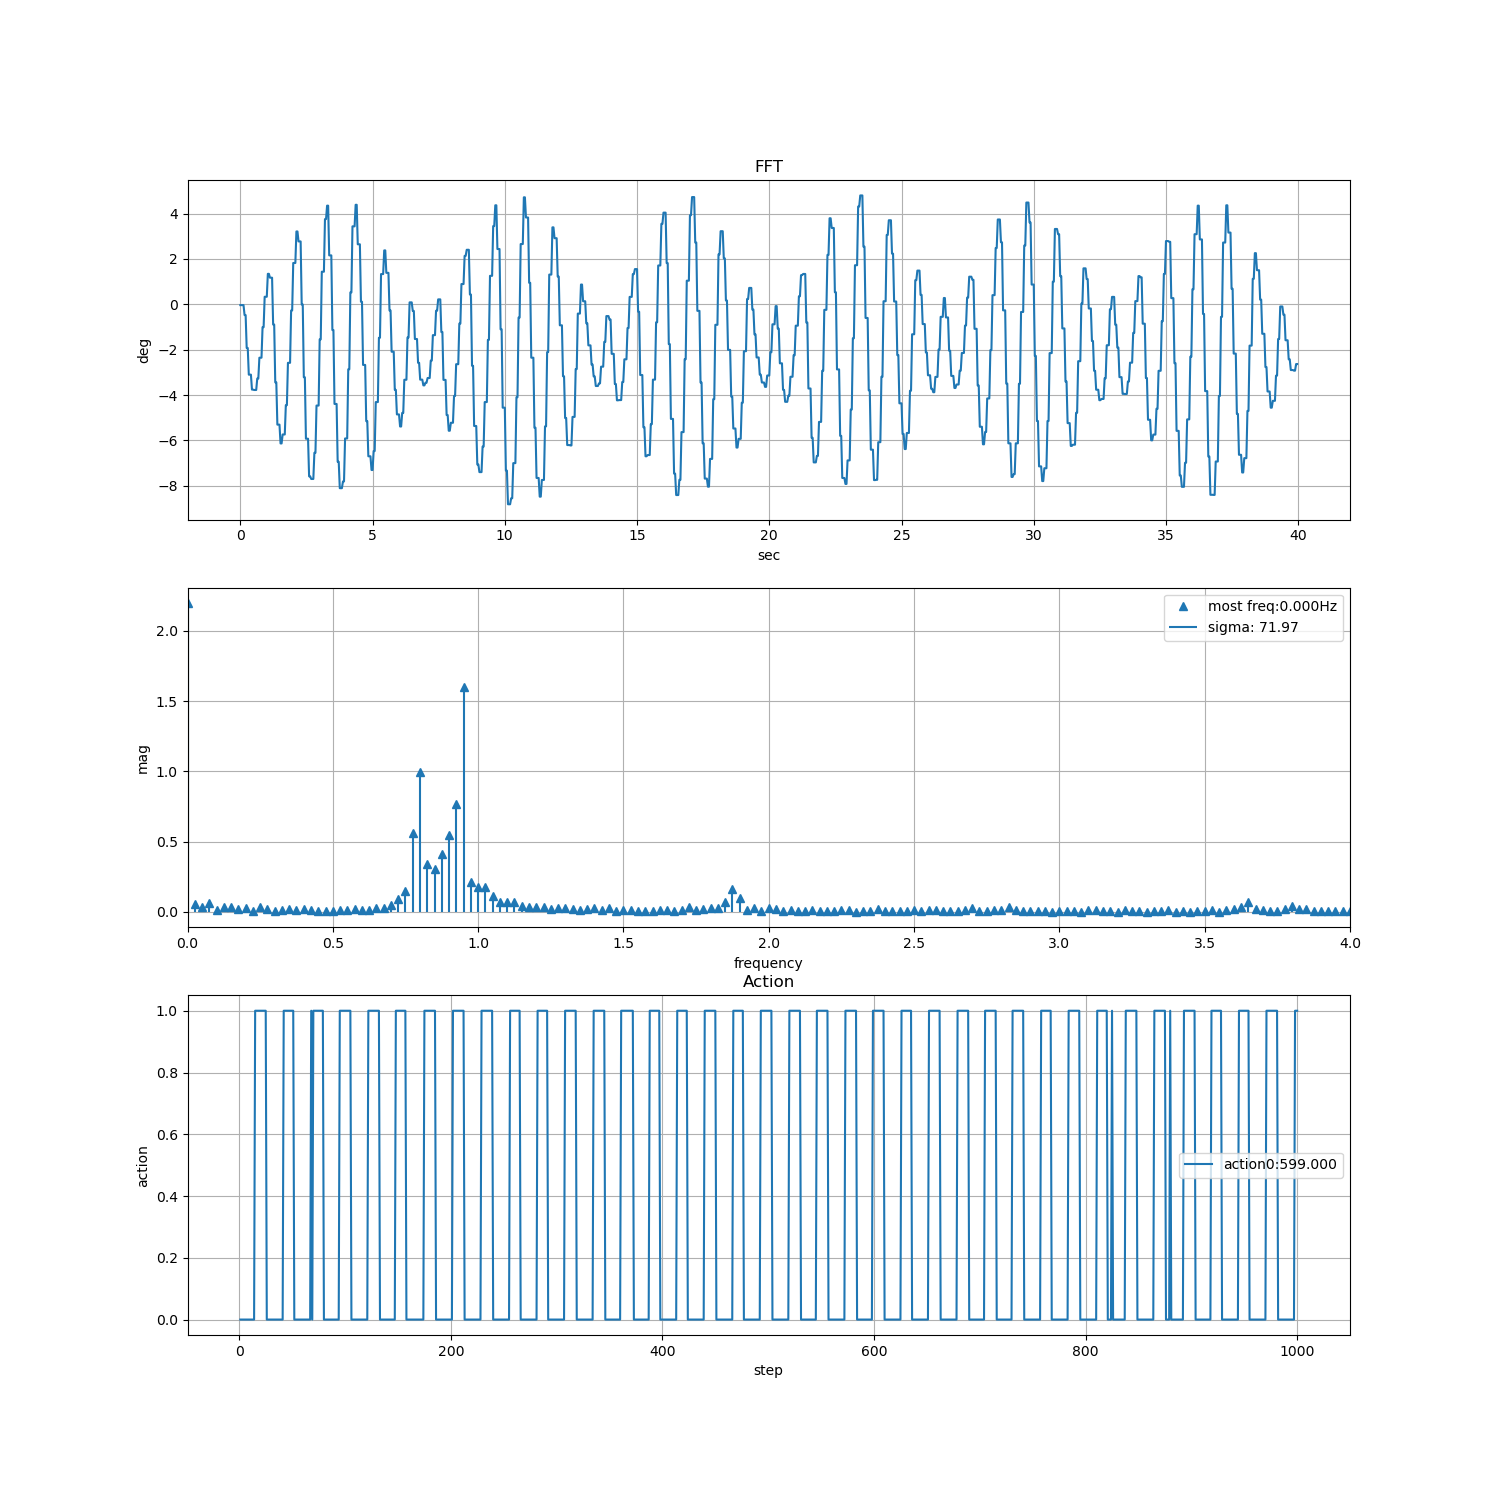 FFT
4
2
0
−2
−4
−6
−8
deg
0 5 10 15 20 25 30 35 40
sec
2.0
1.5
1.0
0.5
0.0
mag
most freq:0.000Hz
sigma: 71.97
0.0 0.5 1.0 1.5 2.0 2.5 3.0 3.5 4.0
frequency
Action
1.0
0.8
0.6
0.4
0.2
0.0
action
action0:599.000
0 200 400 600 800 1000
step